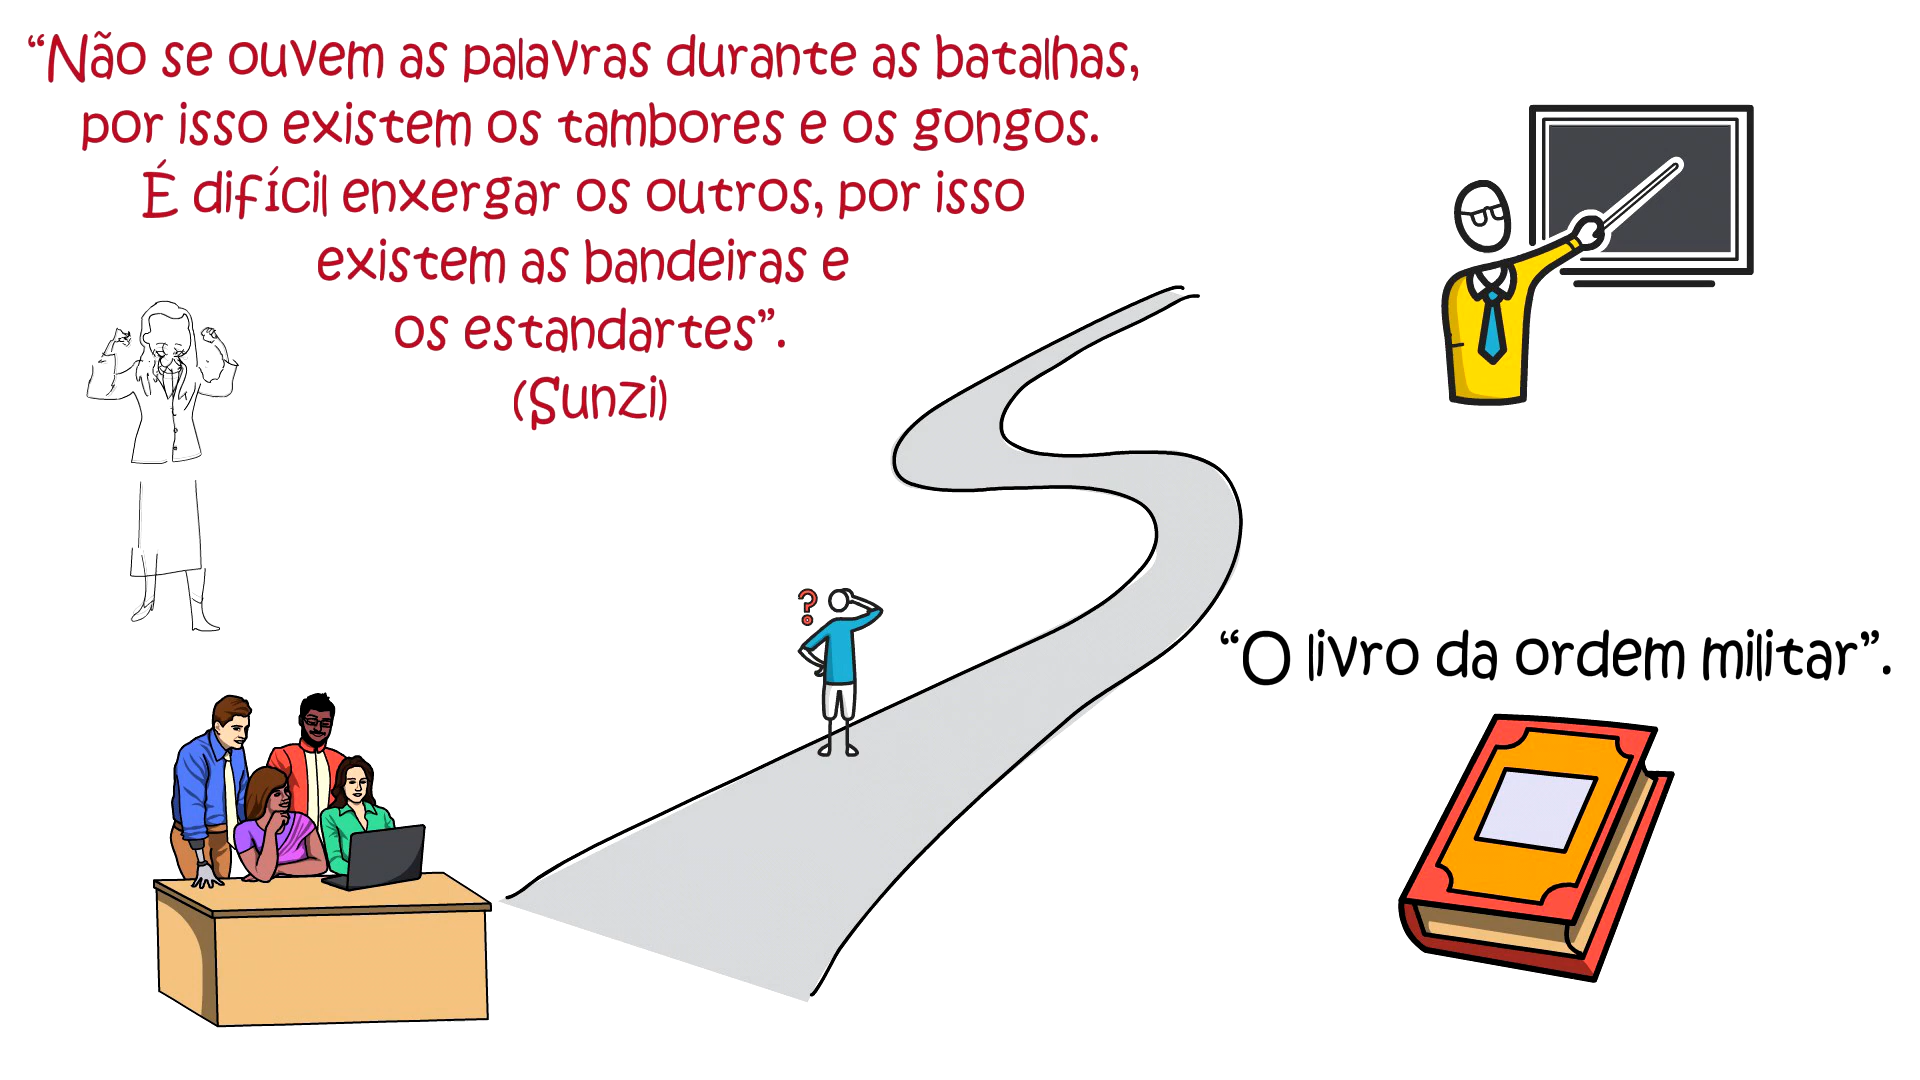 “Não se ouvem as palavras durante as batalhas,
por isso existem os tambores e os gongos.
É difícil enxergar os outros, por isso
existem as bandeiras e
os estandartes”.
(Sunzi)
?
“O livro da ordem militar”.